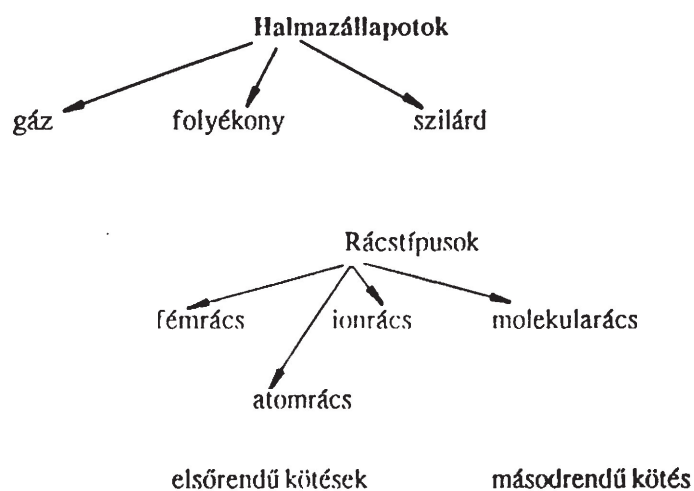 Halmazállapotok
gáz folyékony szilárd
Rácstípusok
fémrács ionrács molekularács
atomrács
elsőrendű kötések másodrendű kötés